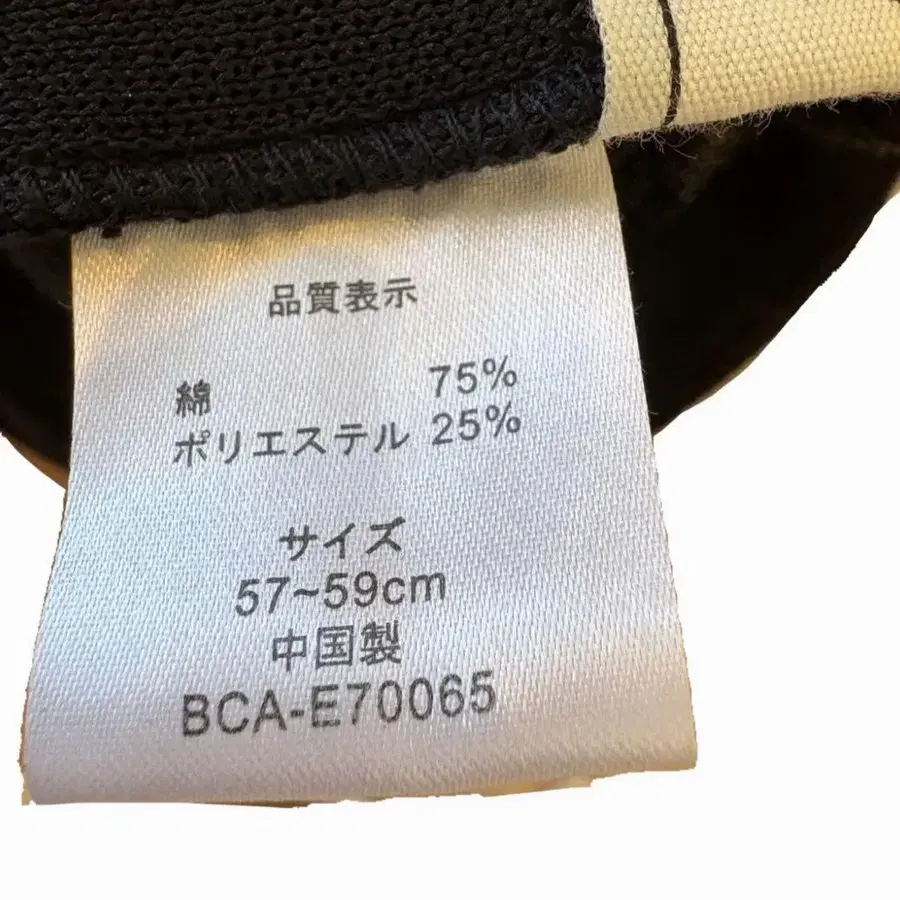 品質表示
綿 75%
ポリエステル 25%
サイズ
57~59cm
中国製
BCA-E70065